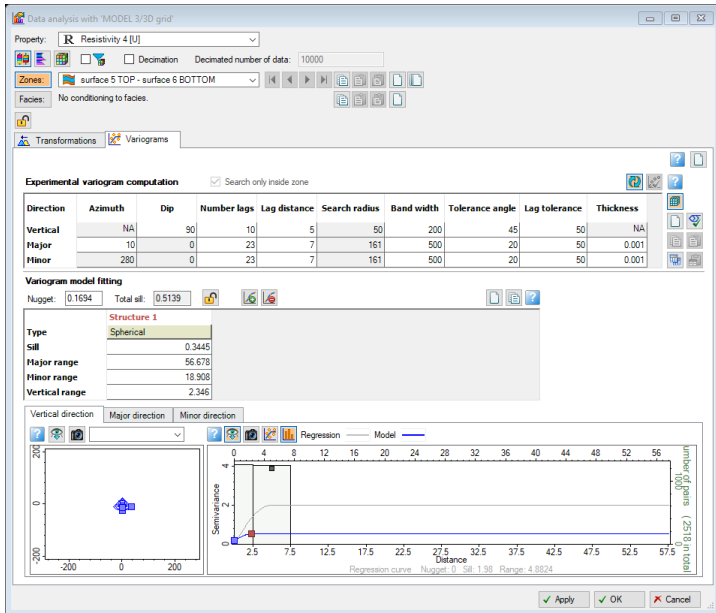 Data analysis with 'MODEL 3/3D grid'
Property: R Resistivity 4 [U]
Decimation Decimated number of data: 10000
Zones: surface 5 TOP - surface 6 BOTTOM
Facies: No conditioning to facies.
Transformations Variograms
Experimental variogram computation Search only inside zone
Direction Azimuth Dip Number lags Lag distance Search radius Band width Tolerance angle Lag tolerance Thickness
Vertical NA 90 10 5 50 200 45 50 NA
Major 10 0 23 7 161 500 20 50 0.001
Minor 280 0 23 7 161 500 20 50 0.001
Variogram model fitting
Nugget: 0.1694 Total sill: 0.5139
Structure 1
Type Spherical
Sill 0.3445
Major range 56.678
Minor range 18.908
Vertical range 2.346
Vertical direction Major direction Minor direction
Regression Model
0 4 8 12 16 20 24 28 32 36 40 44 48 52 56
200
0
-200
-200 0 200
Semivariance
4
2
0
2.5 7.5 12.5 17.5 22.5 27.5 32.5 37.5 42.5 47.5 52.5 57.5
Distance
Regression curve Nugget: 0 Sill: 1.98 Range: 4.8824
umber of pairs (2518 in total
1000
Apply OK Cancel